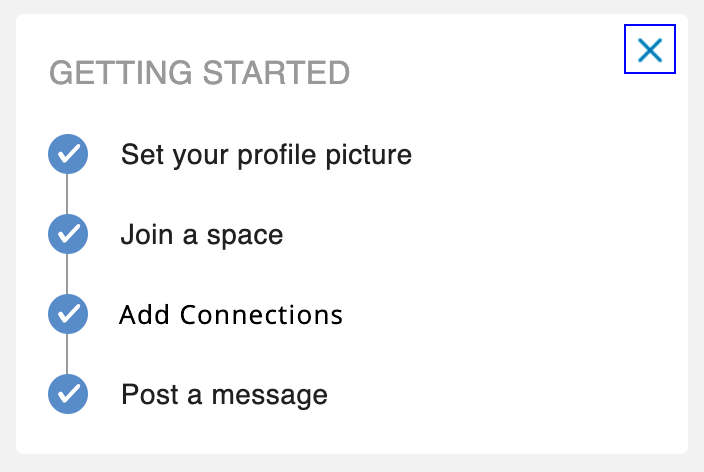 GETTING STARTED
Set your profile picture
Join a space
Add Connections
Post a message